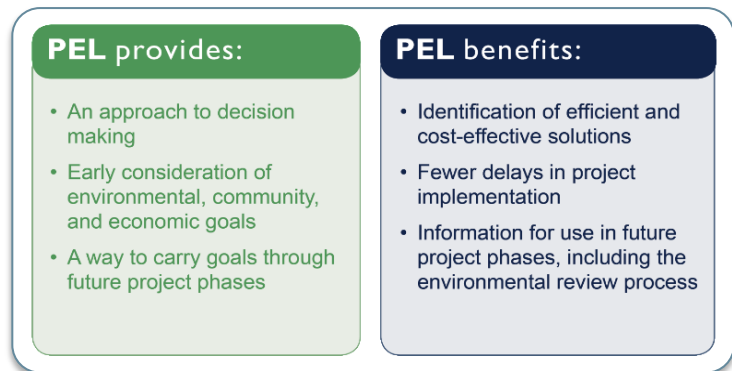 PEL provides:
• An approach to decision
making
• Early consideration of
environmental, community,
and economic goals
• A way to carry goals through
future project phases
PEL benefits:
• Identification of efficient and
cost-effective solutions
• Fewer delays in project
implementation
• Information for use in future
project phases, including the
environmental review process